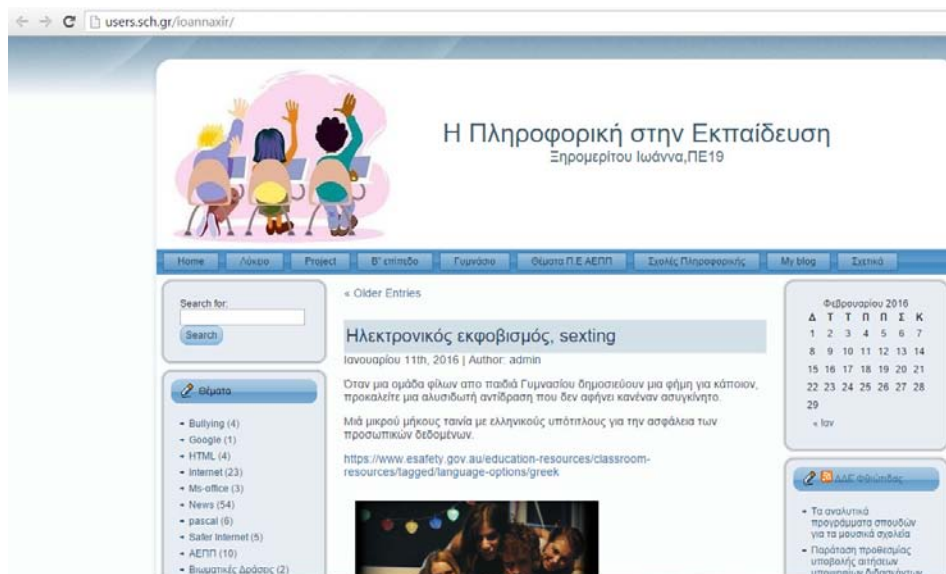 users.sch.gr/ioannaxir/
Η Πληροφορική στην Εκπαίδευση
Ξηρομερίτου Ιωάννα,ΠΕ19
Home Λύκειο Project Β' επίπεδο Γυμνάσιο Θέματα Π.Ε ΑΕΠΠ Σχολές Πληροφορικής My blog Σχετικά
Search for:
Search
Θέματα
Bullying (4)
Google (1)
HTML (4)
Internet (23)
Ms-office (3)
News (54)
pascal (6)
Safer Internet (5)
ΑΕΠΠ (10)
Βιωματικές Δράσεις (2)
« Older Entries
Ηλεκτρονικός εκφοβισμός, sexting
Ιανουαρίου 11th, 2016 | Author: admin
Όταν μια ομάδα φίλων απο παιδιά Γυμνασίου δημοσιεύουν μια φήμη για κάποιον,
προκαλείτε μια αλυσιδωτή αντίδραση που δεν αφήνει κανέναν ασυγκίνητο.
Μιά μικρού μήκους ταινία με ελληνικούς υπότιτλους για την ασφάλεια των
προσωπικών δεδομένων.
https://www.esafety.gov.au/education-resources/classroom-
resources/tagged/language-options/greek
Φεβρουαρίου 2016
Δ Τ Τ Π Π Σ Κ
1 2 3 4 5 6 7
8 9 10 11 12 13 14
15 16 17 18 19 20 21
22 23 24 25 26 27 28
29
« Ιαν
ΔΔΕ Φθιώτιδας
Τα αναλυτικά
προγράμματα σπουδών
για τα μουσικά σχολεία
Παράταση προθεσμίας
υποβολής αιτήσεων
υποψηφίων διδασκόντων